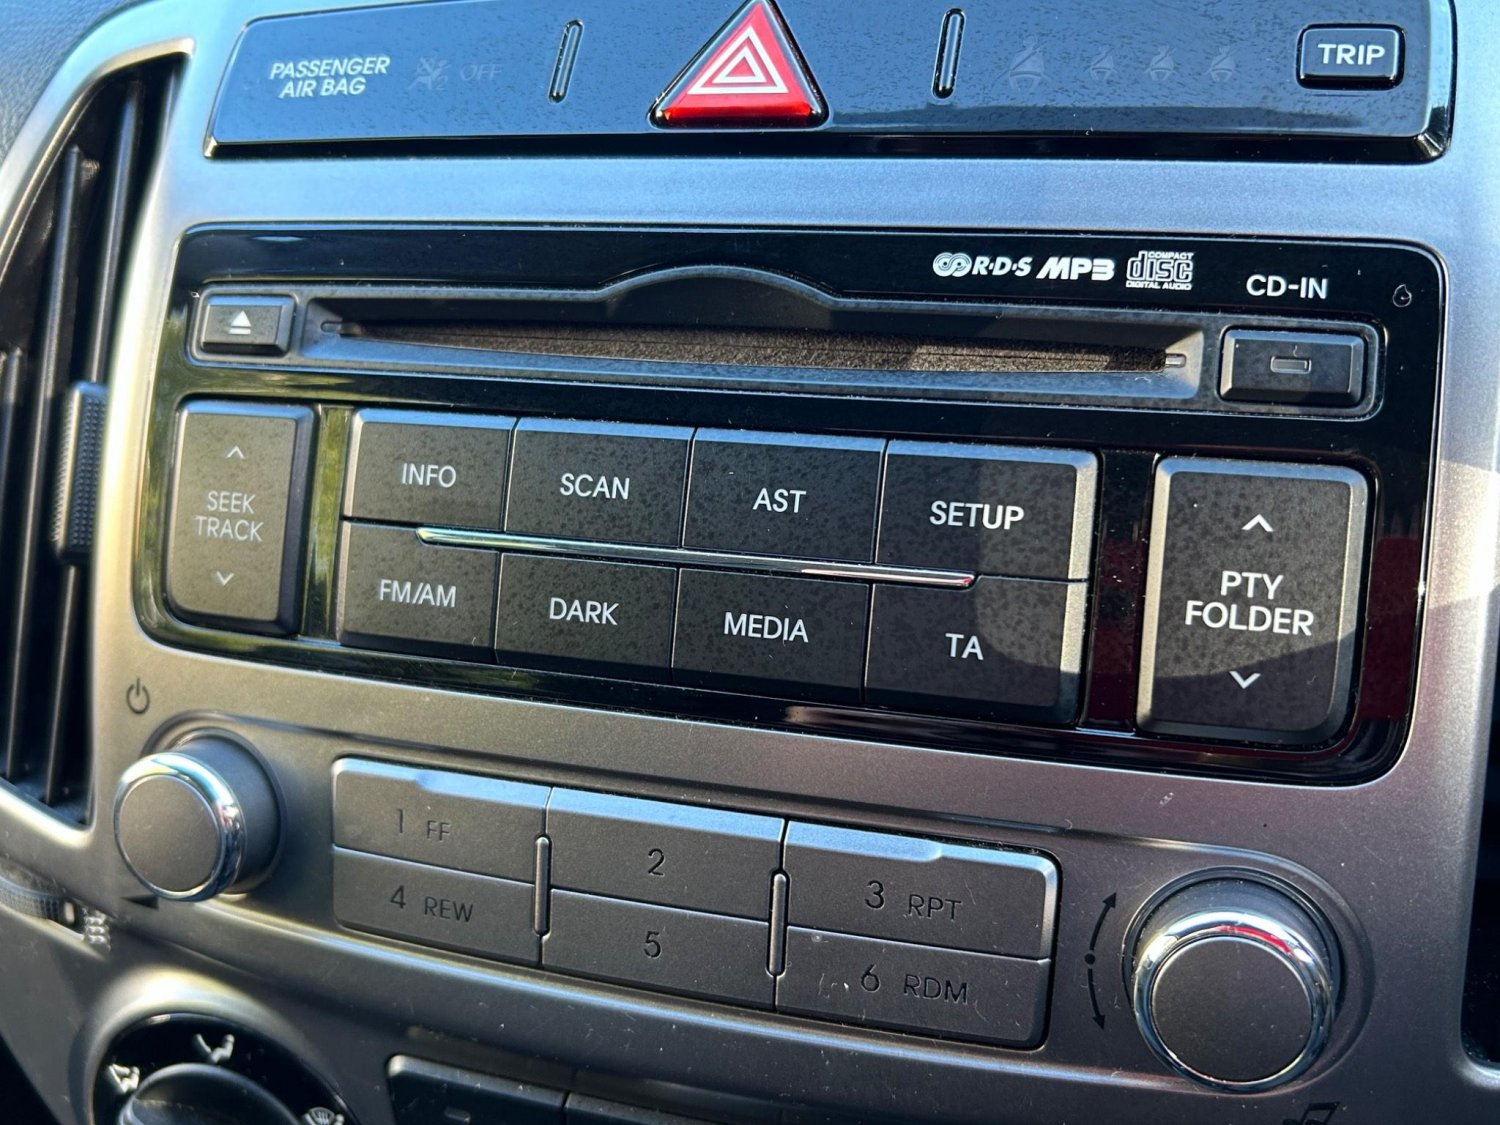 PASSENGER
AIR BAG
OFF
TRIP
R·D·S MP3
COMPACT
disc
DIGITAL AUDIO
CD-IN
SEEK
TRACK
INFO
SCAN
AST
SETUP
FM/AM
DARK
MEDIA
TA
PTY
FOLDER
1 FF
2
3 RPT
4 REW
5
6 RDM